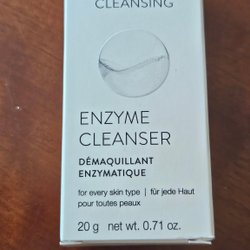 CLEANSING
ENZYME
CLEANSER
DÉMAQUILLANT
ENZYMATIQUE
for every skin type | für jede Haut
pour toutes peaux
20 g net wt. 0.71 oz.